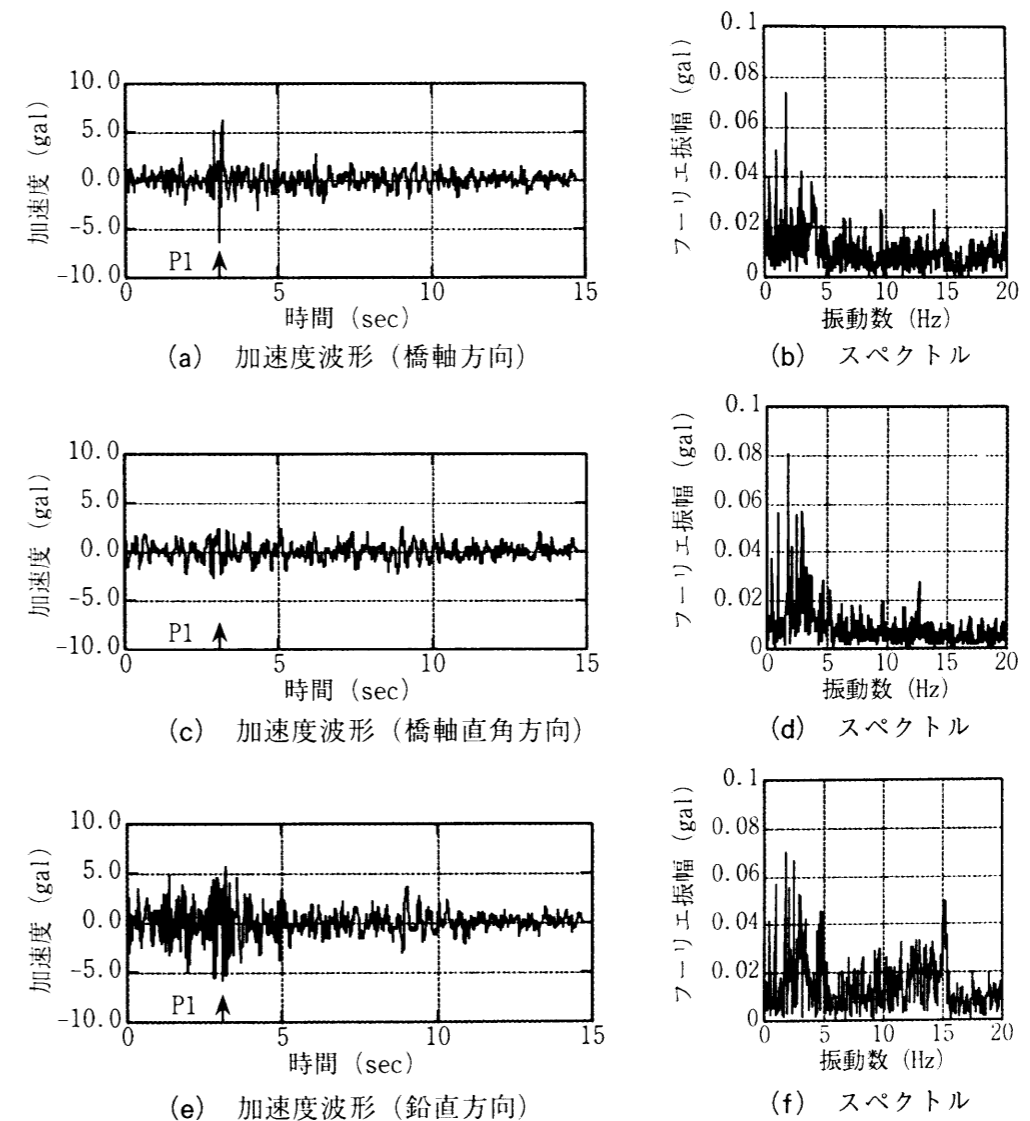 加速度 (gal)
10.0
5.0
0.0
-5.0
-10.0
P1
0 5 10 15
時間 (sec)
(a) 加速度波形 (橋軸方向)
フーリエ振幅 (gal)
0.1
0.08
0.06
0.04
0.02
0
0 5 10 15 20
振動数 (Hz)
(b) スペクトル
加速度 (gal)
10.0
5.0
0.0
-5.0
-10.0
P1
0 5 10 15
時間 (sec)
(c) 加速度波形 (橋軸直角方向)
フーリエ振幅 (gal)
0.1
0.08
0.06
0.04
0.02
0
0 5 10 15 20
振動数 (Hz)
(d) スペクトル
加速度 (gal)
10.0
5.0
0.0
-5.0
-10.0
P1
0 5 10 15
時間 (sec)
(e) 加速度波形 (鉛直方向)
フーリエ振幅 (gal)
0.1
0.08
0.06
0.04
0.02
0
0 5 10 15 20
振動数 (Hz)
(f) スペクトル